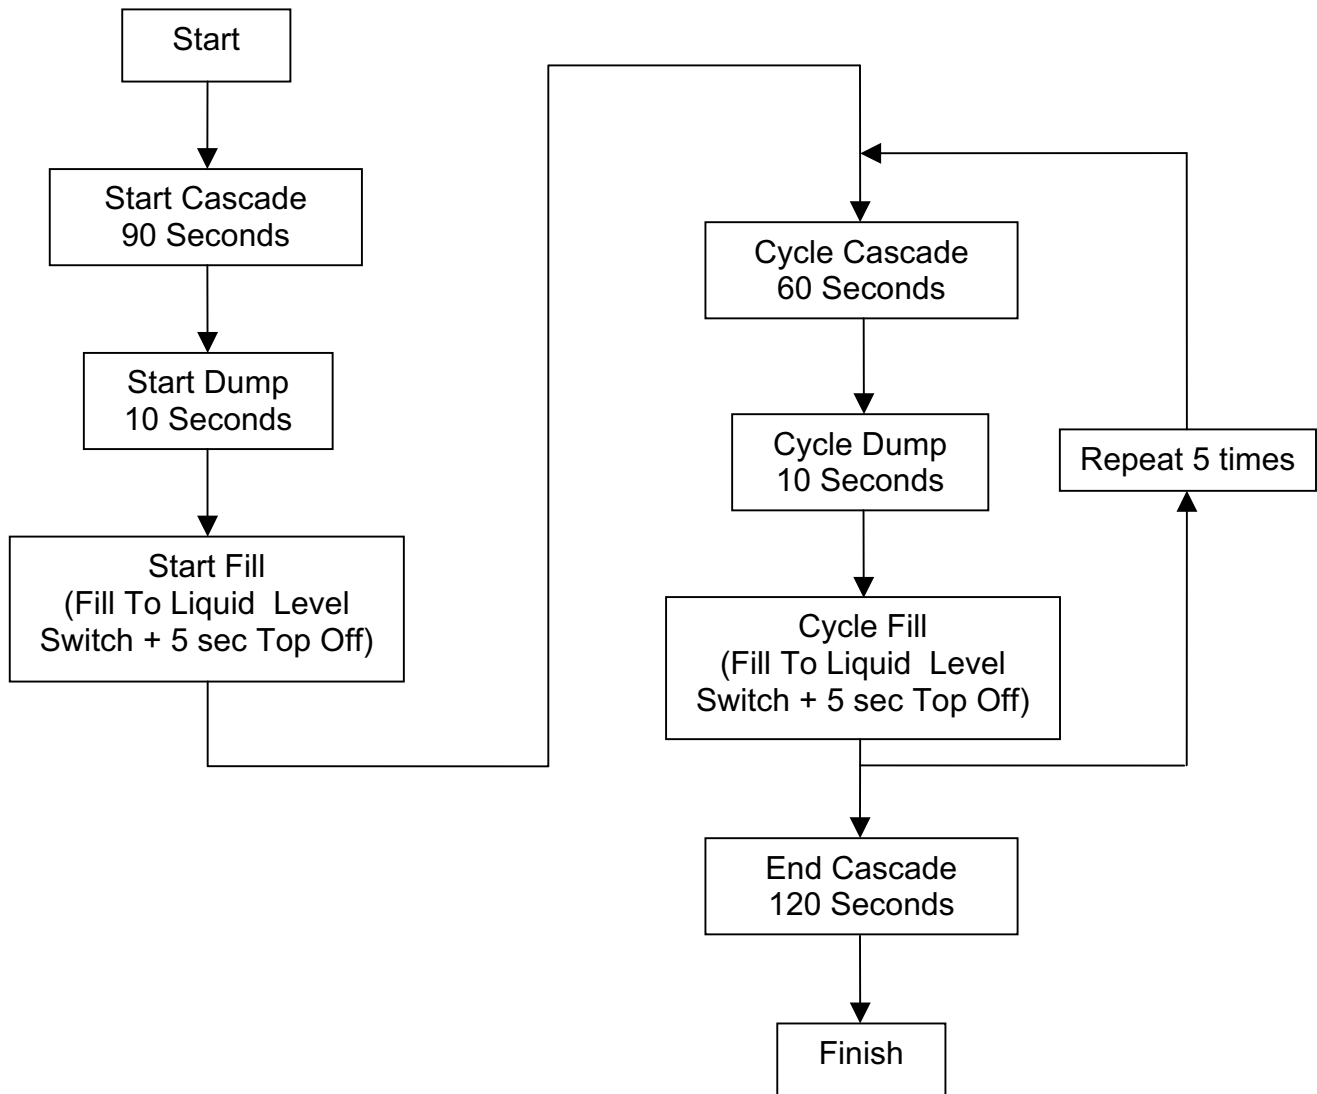 Start
Start Cascade
90 Seconds
Start Dump
10 Seconds
Start Fill
(Fill To Liquid  Level
Switch + 5 sec Top Off)
Cycle Cascade
60 Seconds
Cycle Dump
10 Seconds
Repeat 5 times
Cycle Fill
(Fill To Liquid  Level
Switch + 5 sec Top Off)
End Cascade
120 Seconds
Finish